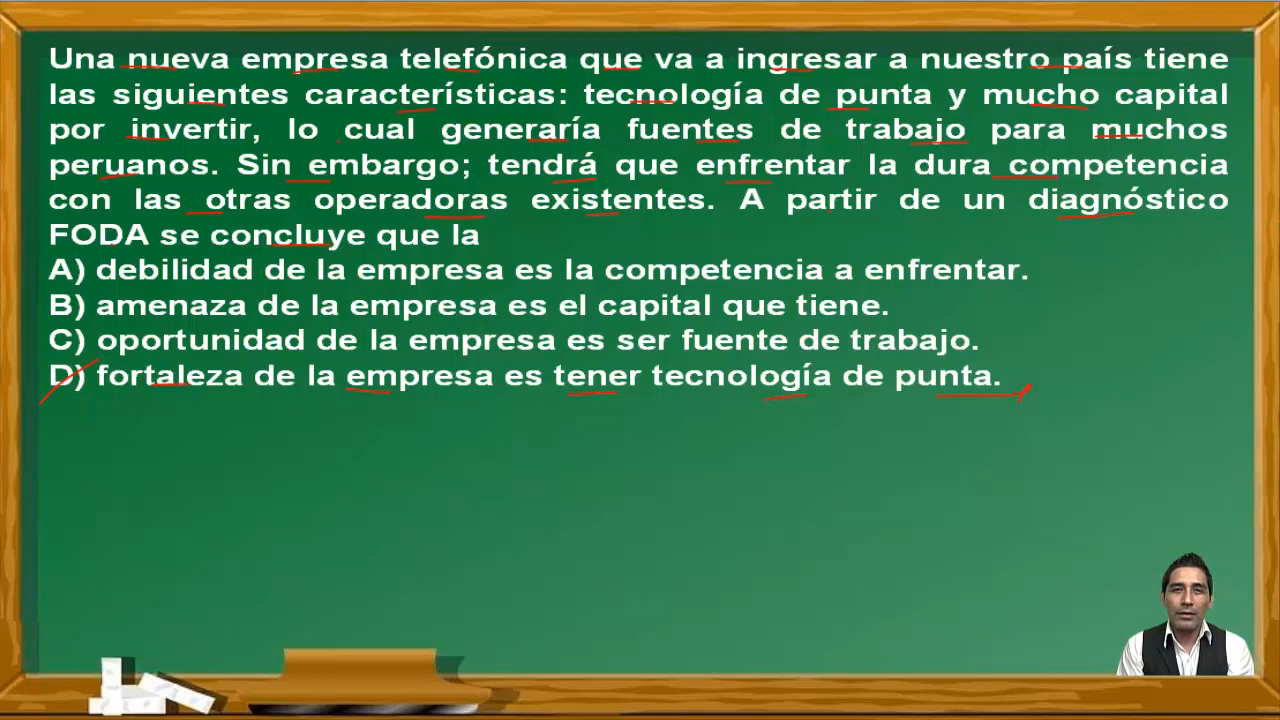 Una nueva empresa telefónica que va a ingresar a nuestro país tiene
las siguientes características: tecnología de punta y mucho capital
por invertir, lo cual generaría fuentes de trabajo para muchos
peruanos. Sin embargo; tendrá que enfrentar la dura competencia
con las otras operadoras existentes. A partir de un diagnóstico
FODA se concluye que la
A) debilidad de la empresa es la competencia a enfrentar.
B) amenaza de la empresa es el capital que tiene.
C) oportunidad de la empresa es ser fuente de trabajo.
D) fortaleza de la empresa es tener tecnología de punta.